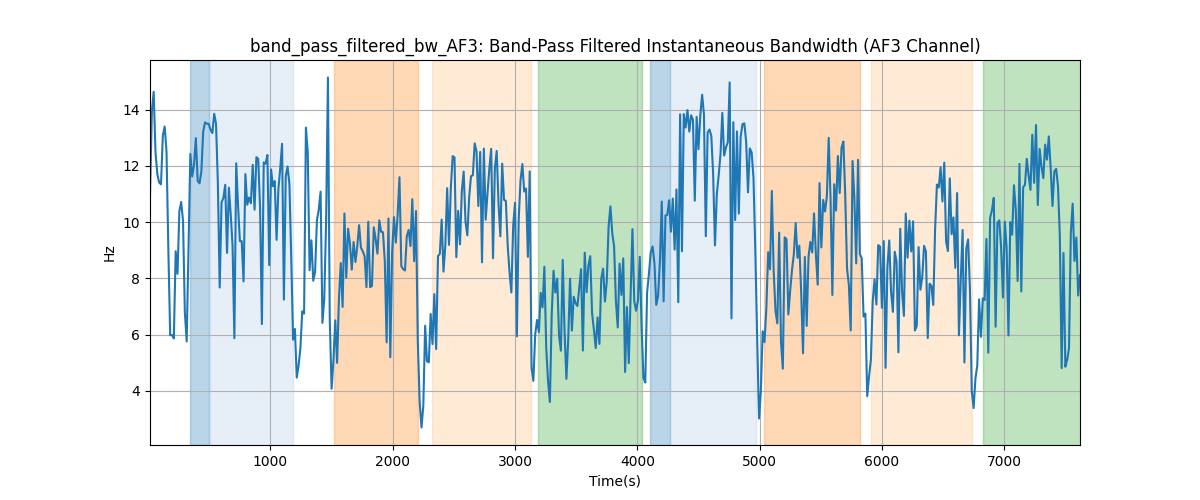 band_pass_filtered_bw_AF3: Band-Pass Filtered Instantaneous Bandwidth (AF3 Channel)
14
12
10
8
6
4
Hz
1000 2000 3000 4000 5000 6000 7000
Time(s)